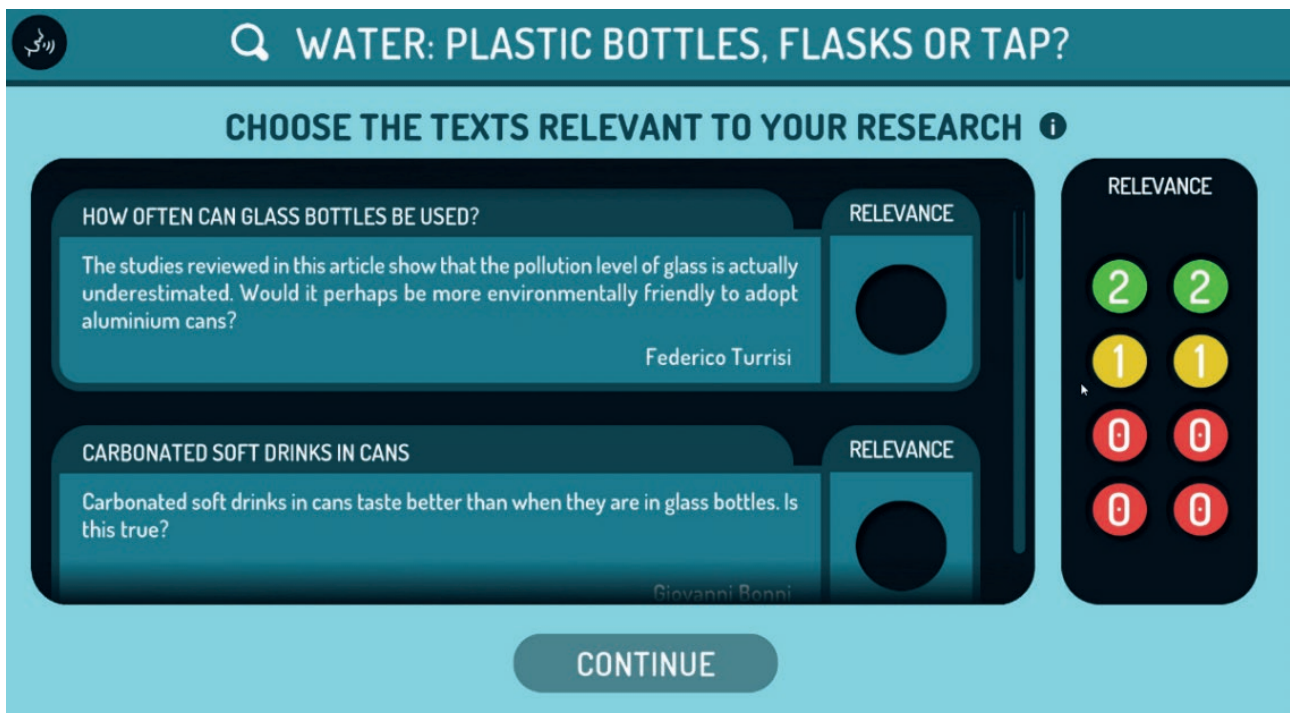 WATER: PLASTIC BOTTLES, FLASKS OR TAP?
CHOOSE THE TEXTS RELEVANT TO YOUR RESEARCH i
HOW OFTEN CAN GLASS BOTTLES BE USED?
RELEVANCE
The studies reviewed in this article show that the pollution level of glass is actually
underestimated. Would it perhaps be more environmentally friendly to adopt
aluminium cans?
Federico Turrisi
CARBONATED SOFT DRINKS IN CANS
RELEVANCE
Carbonated soft drinks in cans taste better than when they are in glass bottles. Is
this true?
Giovanni Bonni
RELEVANCE
2 2
1 1
0 0
0 0
CONTINUE